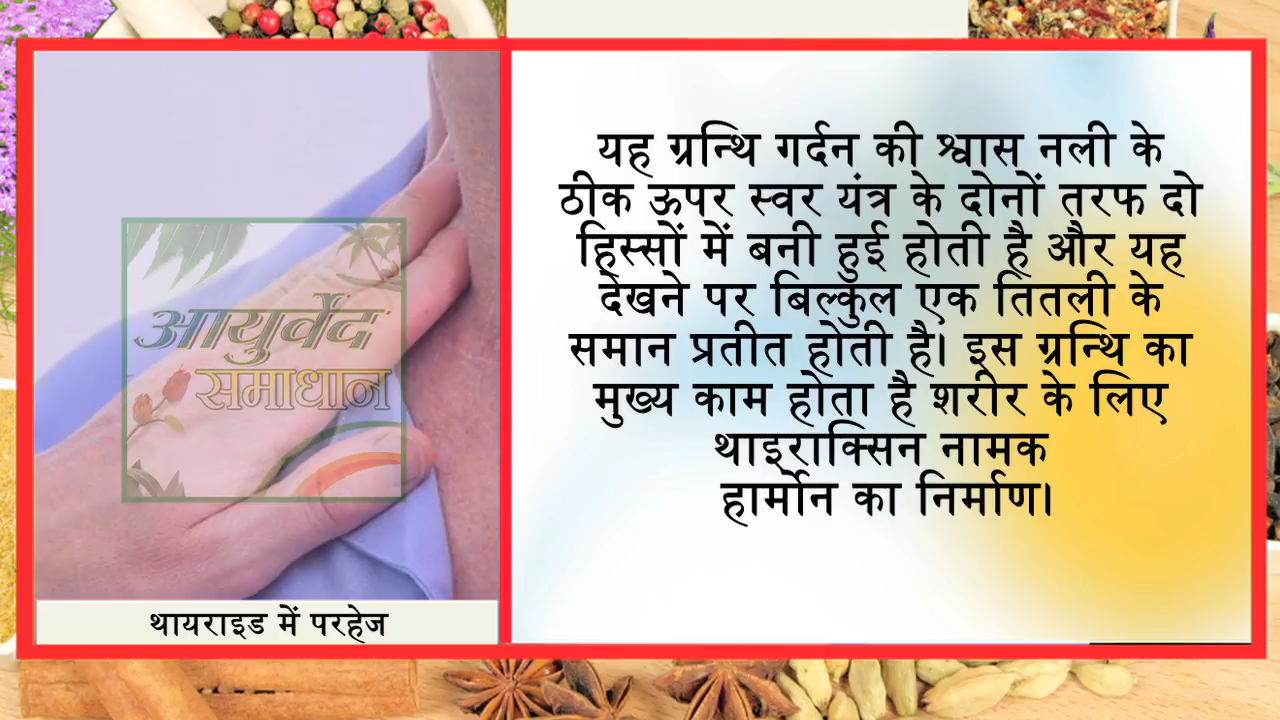 यह ग्रन्थि गर्दन की श्वास नली के
ठीक ऊपर स्वर यंत्र के दोनों तरफ दो
हिस्सों में बनी हुई होती है और यह
देखने पर बिल्कुल एक तितली के
समान प्रतीत होती है। इस ग्रन्थि का
मुख्य काम होता है शरीर के लिए
थाइराक्सिन नामक
हार्मोन का निर्माण।
आयुर्वेद
समाधान
थायराइड में परहेज